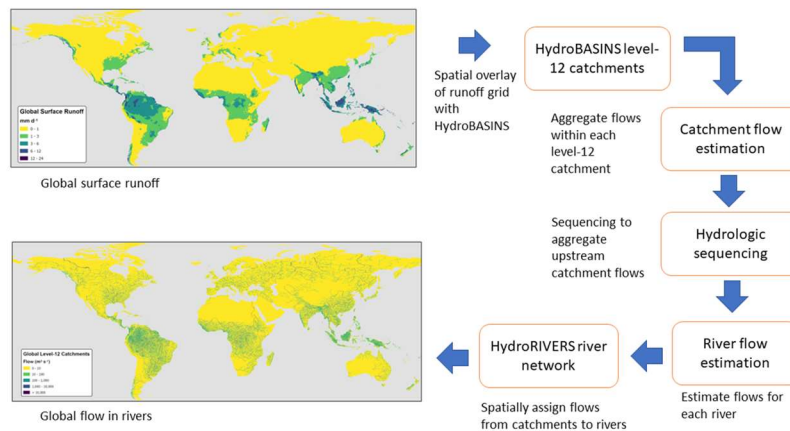 HydroBASINS level-
12 catchments
Spatial overlay
of runoff grid
with
HydroBASINS
Aggregate flows
within each
level-12
catchment
Catchment flow
estimation
Global Surface Runoff
mm d⁻¹
0 - 1
1 - 3
3 - 6
6 - 12
12 - 24
Global surface runoff
Sequencing to
aggregate
upstream
catchment flows
Hydrologic
sequencing
River flow
estimation
Estimate flows for
each river
HydroRIVERS river
network
Spatially assign flows
from catchments to rivers
Global Level-12 Catchments
Flow (m³ s⁻¹)
Global flow in rivers